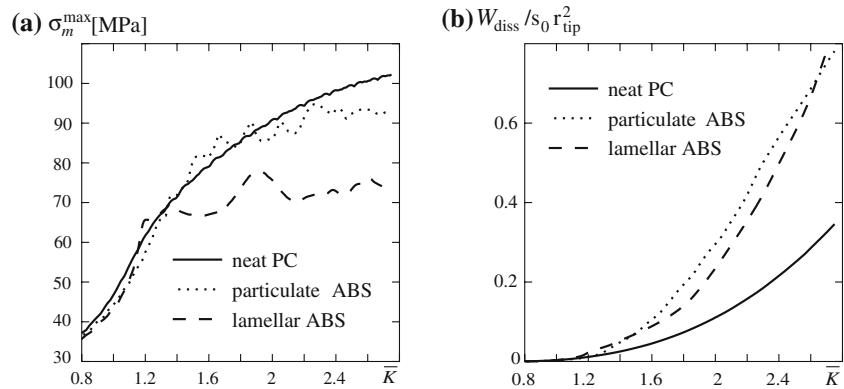 (a) σ_m^max [MPa]
100
90
80
70
60
50
40
30
neat PC
particulate ABS
lamellar ABS
0.8 1.2 1.6 2 2.4 K̅
(b) W_diss / s_0 r_tip^2
0.6
0.4
0.2
0
neat PC
particulate ABS
lamellar ABS
0.8 1.2 1.6 2 2.4 K̅